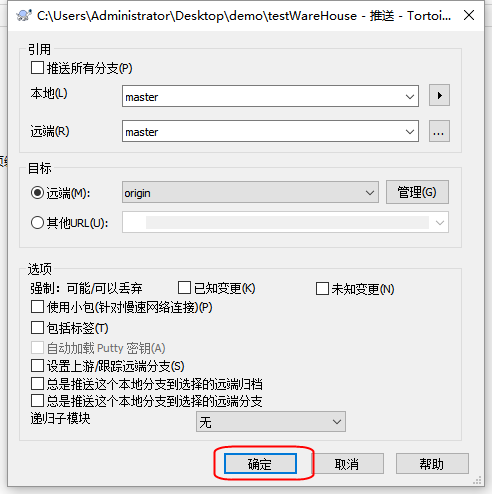 C:\Users\Administrator\Desktop\demo\testWareHouse - 推送 - Tortoi...
引用
推送所有分支(P)
本地(L)
master
远端(R)
master
...
目标
远端(M):
origin
管理(G)
其他URL(U):
选项
强制：可能/可以丢弃
已知变更(K)
未知变更(N)
使用小包(针对慢速网络连接)(P)
包括标签(T)
自动加载 Putty 密钥(A)
设置上游/跟踪远端分支(S)
总是推送这个本地分支到选择的远端归档
总是推送这个本地分支到选择的远端分支
递归子模块
无
确定
取消
帮助